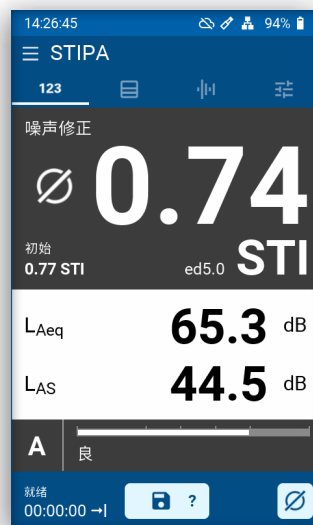 14:26:45 94%
STIPA
123
噪声修正
0.74
初始
0.77 STI ed5.0 STI
LAeq 65.3 dB
LAS 44.5 dB
A 良
就绪
00:00:00 ?